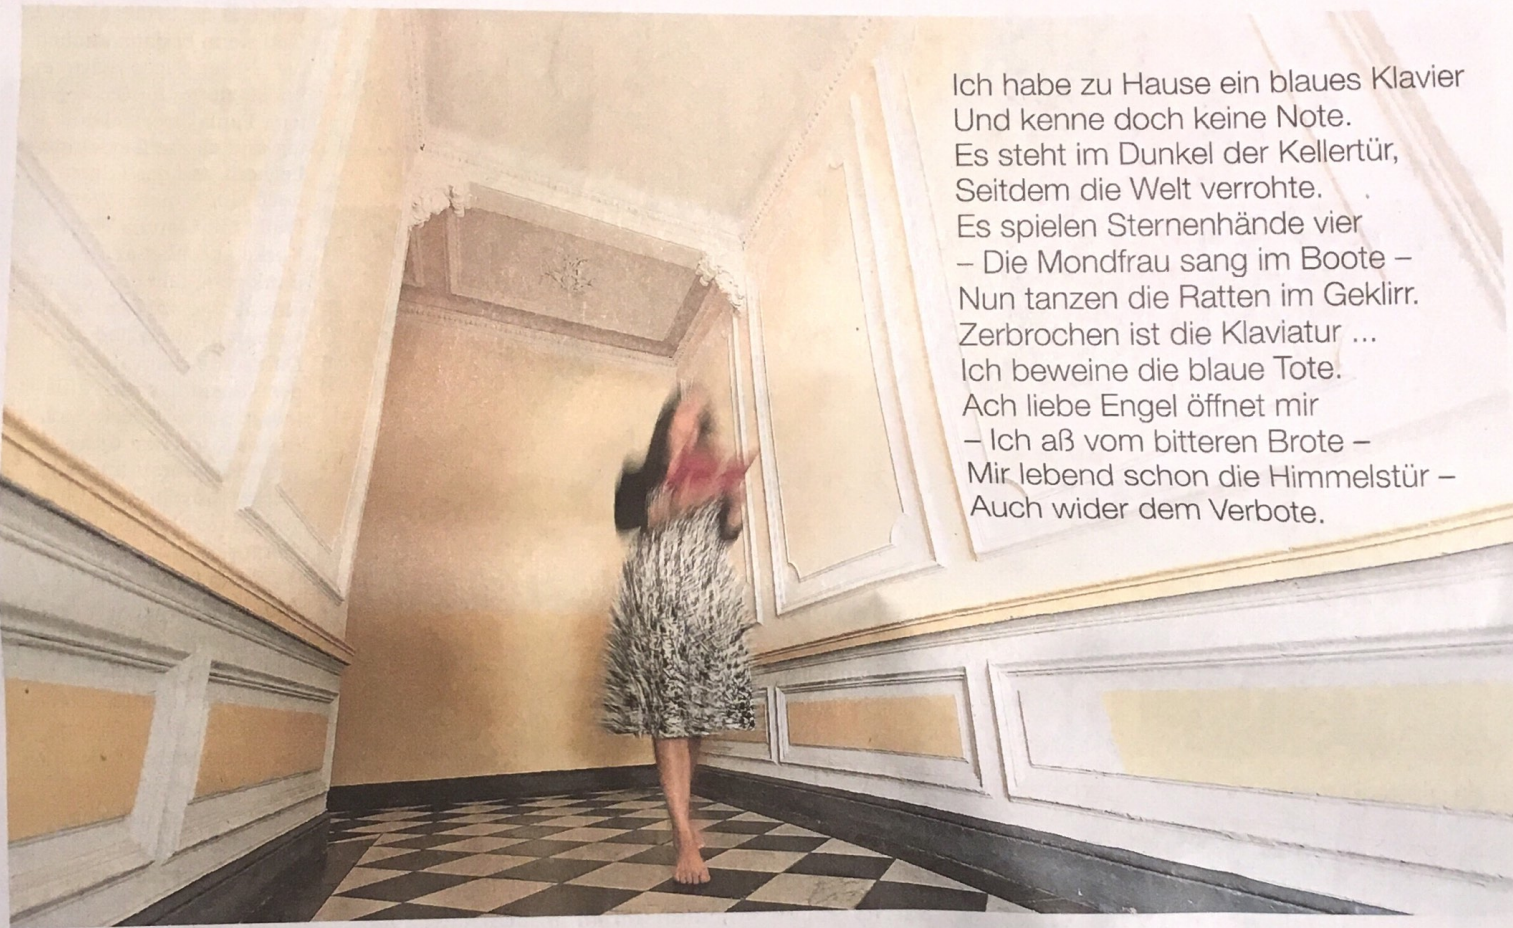 Ich habe zu Hause ein blaues Klavier
Und kenne doch keine Note.
Es steht im Dunkel der Kellertür,
Seitdem die Welt verrohte.
Es spielen Sternenhände vier
– Die Mondfrau sang im Boote –
Nun tanzen die Ratten im Geklirr.
Zerbrochen ist die Klaviatur ...
Ich beweine die blaue Tote.
Ach liebe Engel öffnet mir
– Ich aß vom bitteren Brote –
Mir lebend schon die Himmelstür –
Auch wider dem Verbote.